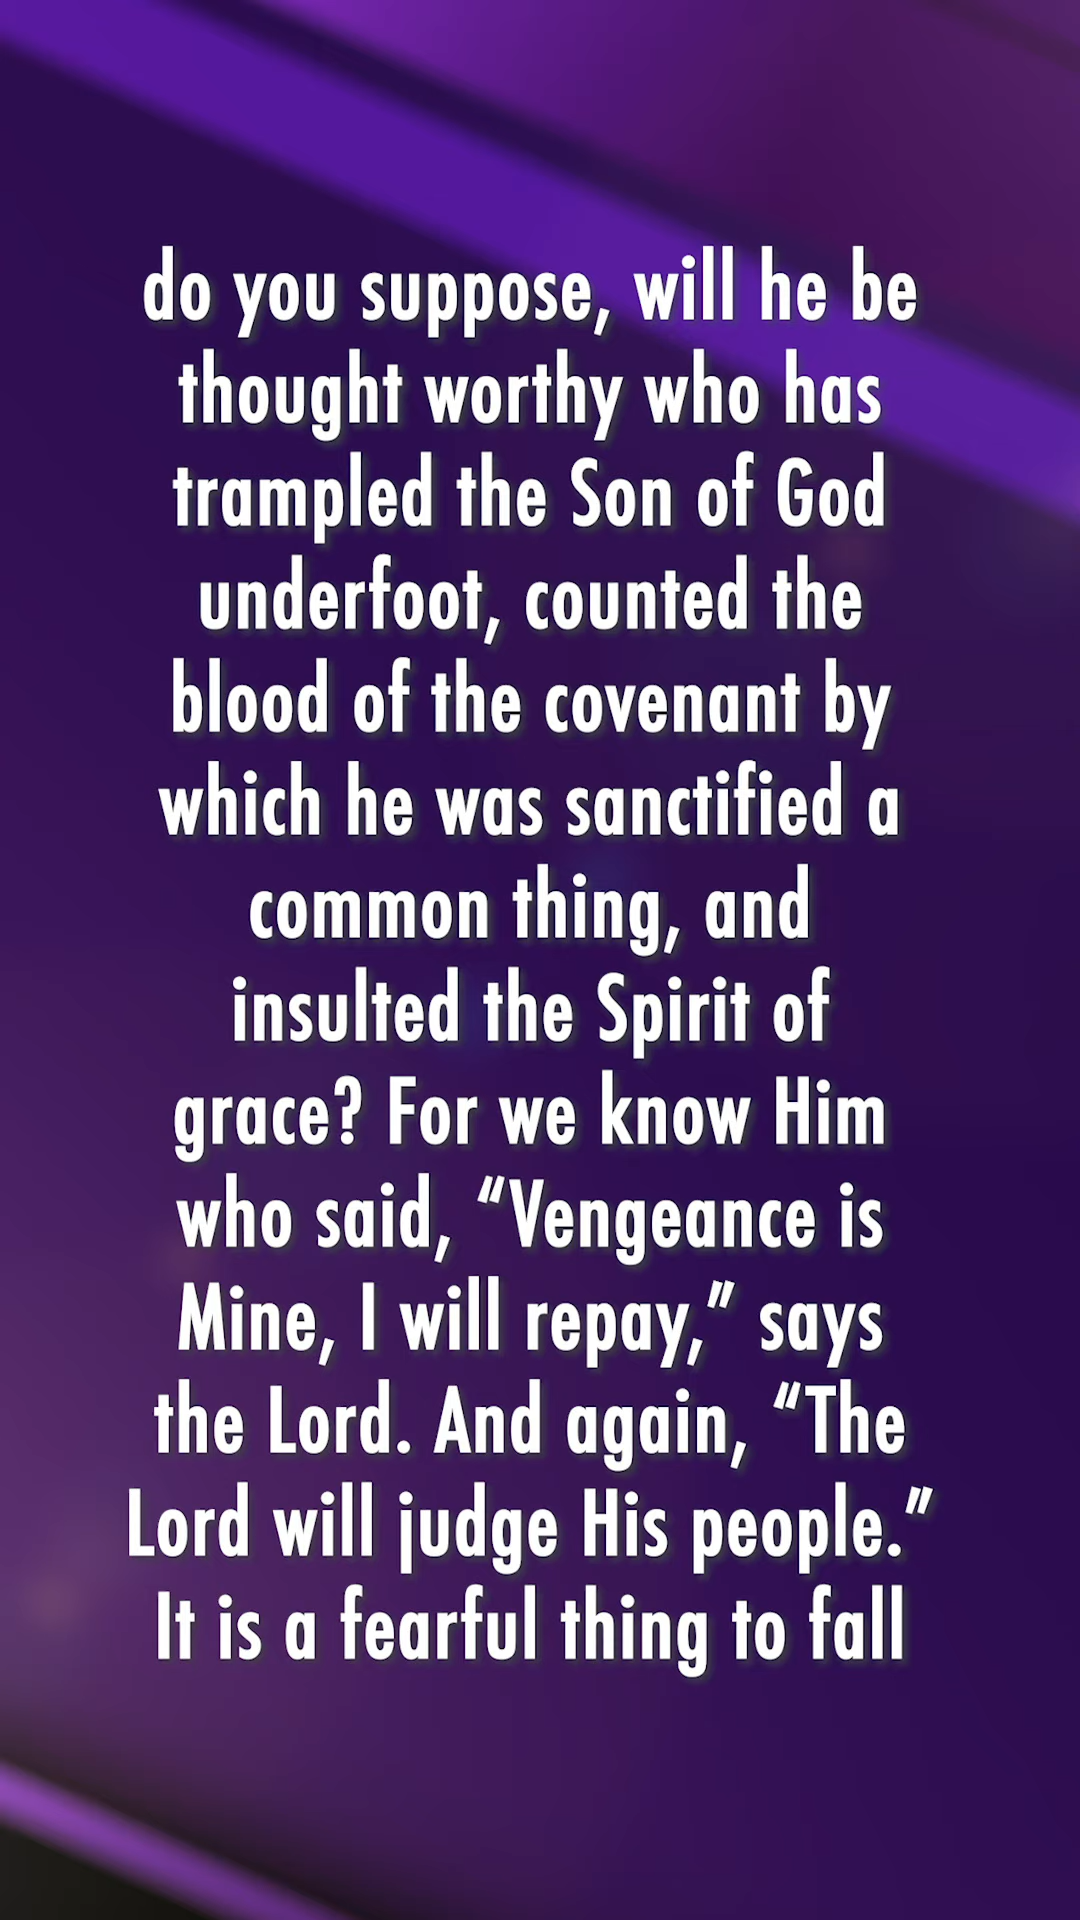 do you suppose, will he be
thought worthy who has
trampled the Son of God
underfoot, counted the
blood of the covenant by
which he was sanctified a
common thing, and
insulted the Spirit of
grace? For we know Him
who said, “Vengeance is
Mine, I will repay,” says
the Lord. And again, “The
Lord will judge His people.”
It is a fearful thing to fall